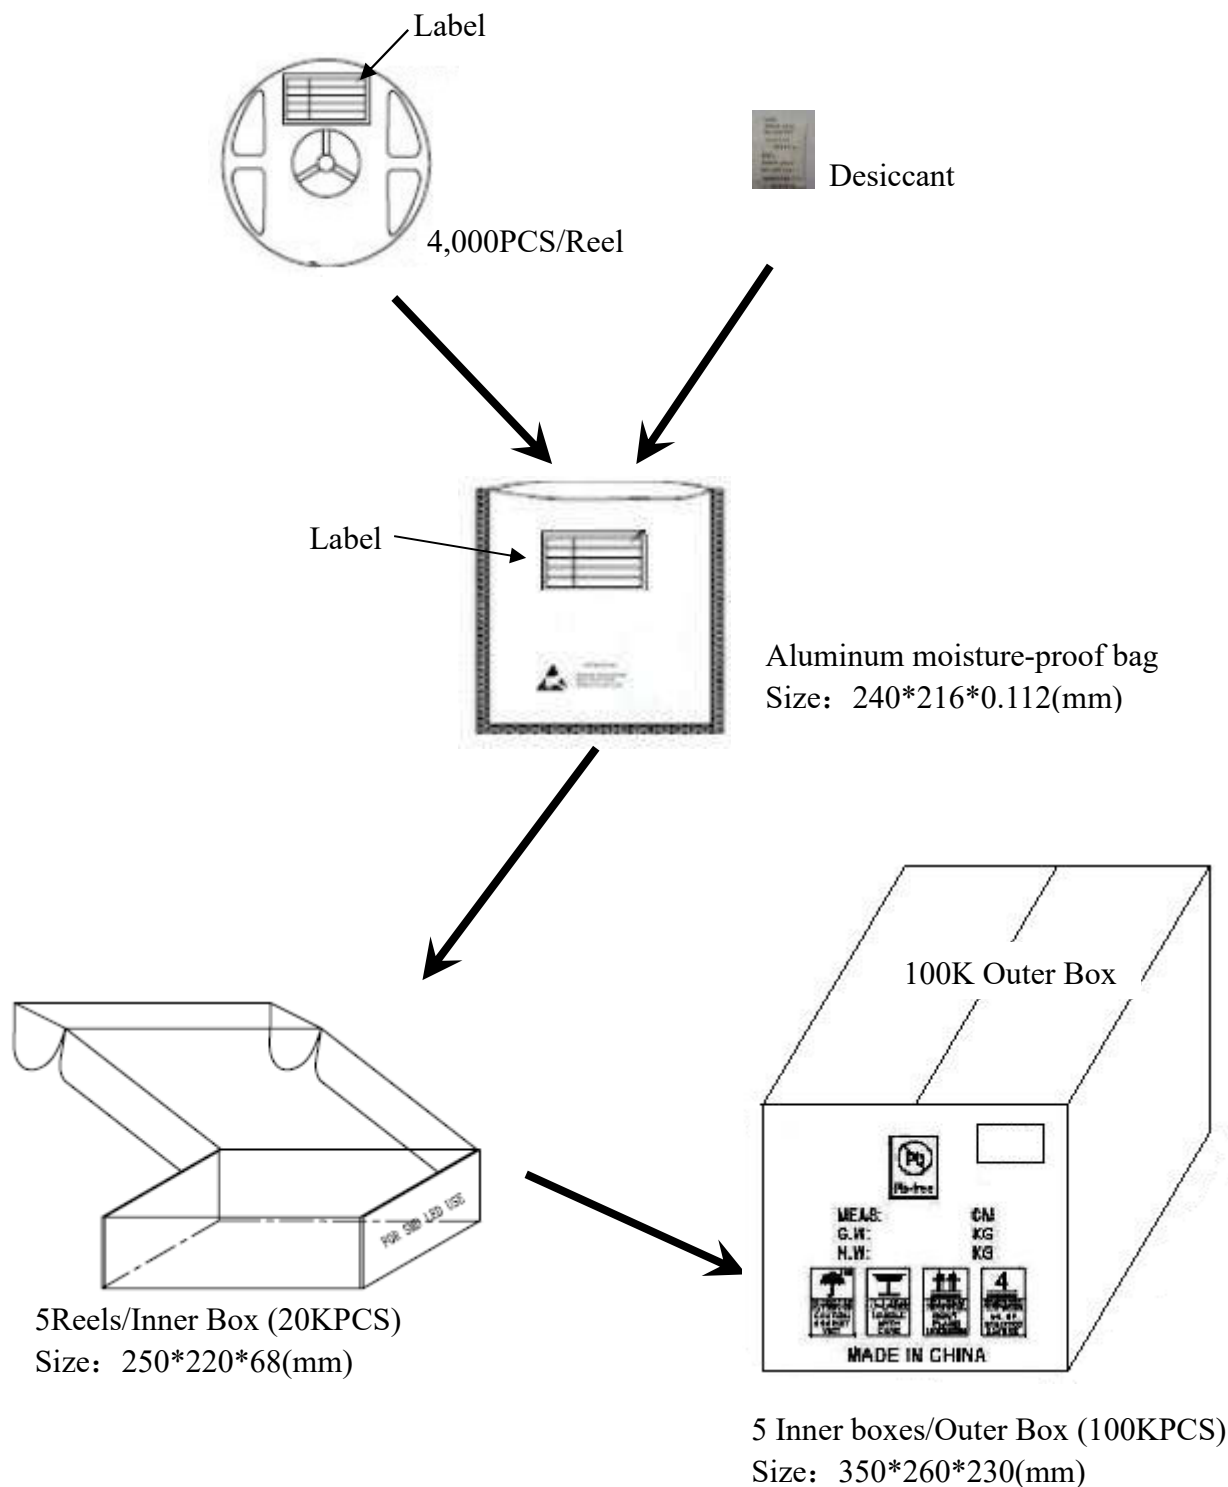 Label
Desiccant
4,000PCS/Reel
Label
Aluminum moisture-proof bag
Size：240*216*0.112(mm)
100K Outer Box
Pb
Pb-free
MEAS: CM
G.W: KG
N.W: KG
4
MADE IN CHINA
FOR SMD LED USE
5Reels/Inner Box (20KPCS)
Size：250*220*68(mm)
5 Inner boxes/Outer Box (100KPCS)
Size：350*260*230(mm)